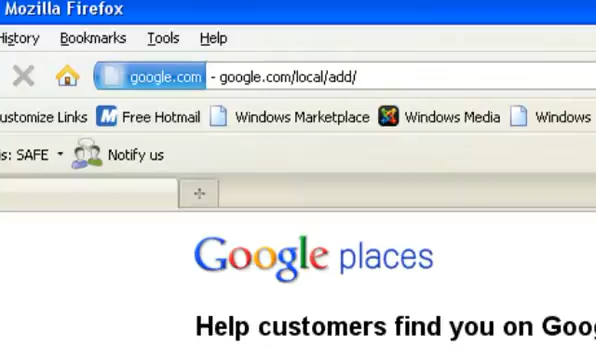 Mozilla Firefox
History Bookmarks Tools Help
google.com - google.com/local/add/
ustomize Links Free Hotmail Windows Marketplace Windows Media Windows
is: SAFE Notify us
Google places
Help customers find you on Goog